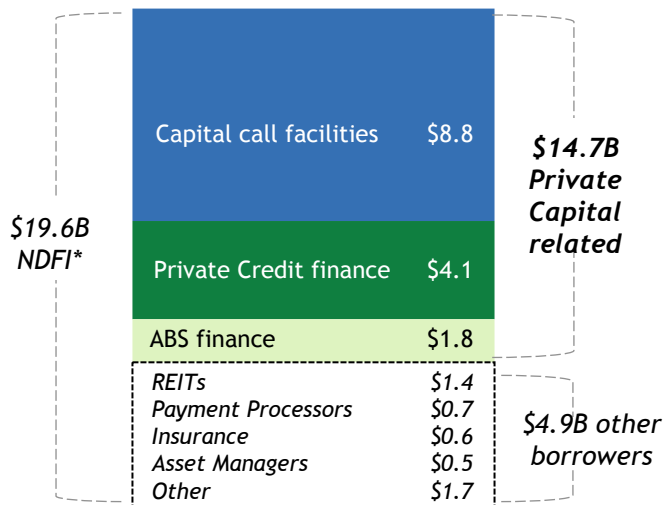 Capital call facilities $8.8
$14.7B
Private
Capital
related
$19.6B
NDFI*
Private Credit finance $4.1
ABS finance $1.8
REITs $1.4
Payment Processors $0.7
Insurance $0.6
Asset Managers $0.5
Other $1.7
$4.9B other
borrowers